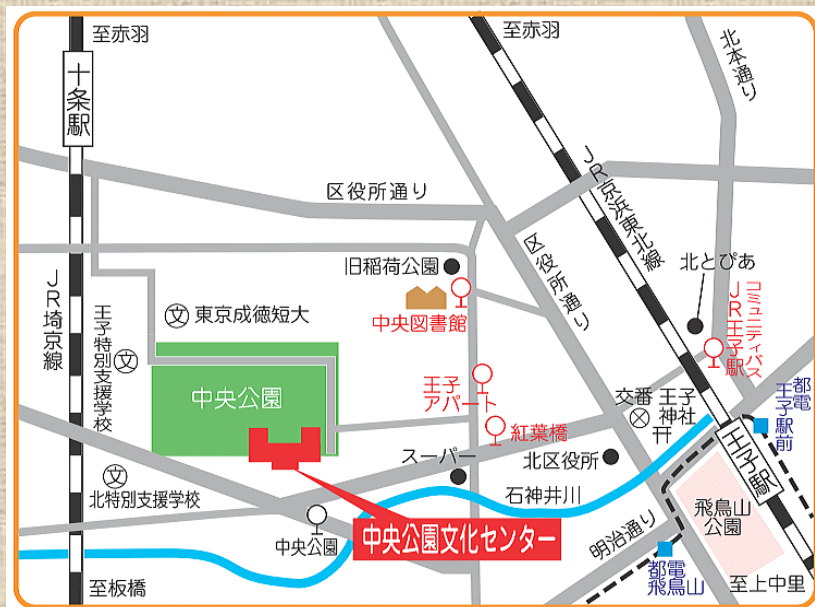 至赤羽
十条駅
至赤羽
北本通り
JR京浜東北線
区役所通り
区役所通り
旧稲荷公園
北とぴあ
コミュニティバス
JR王子駅
中央図書館
JR埼京線
王子特別支援学校
文
文
東京成徳短大
中央公園
王子
アパート
交番
王子
神社
都電
王子駅前
紅葉橋
スーパー
北区役所
王子駅
文
北特別支援学校
石神井川
飛鳥山
公園
中央公園
中央公園文化センター
明治通り
都電
飛鳥山
至板橋
至上中里